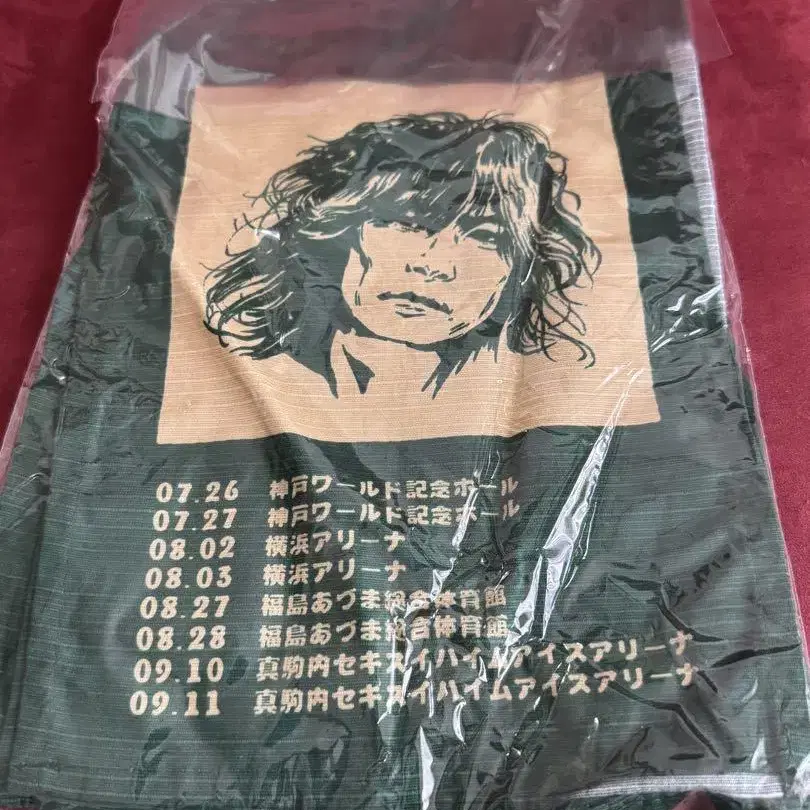 07.26 神戸ワールド記念ホール
07.27 神戸ワールド記念ホール
08.02 横浜アリーナ
08.03 横浜アリーナ
08.27 福島あづま総合体育館
08.28 福島あづま総合体育館
09.10 真駒内セキスイハイムアイスアリーナ
09.11 真駒内セキスイハイムアイスアリーナ